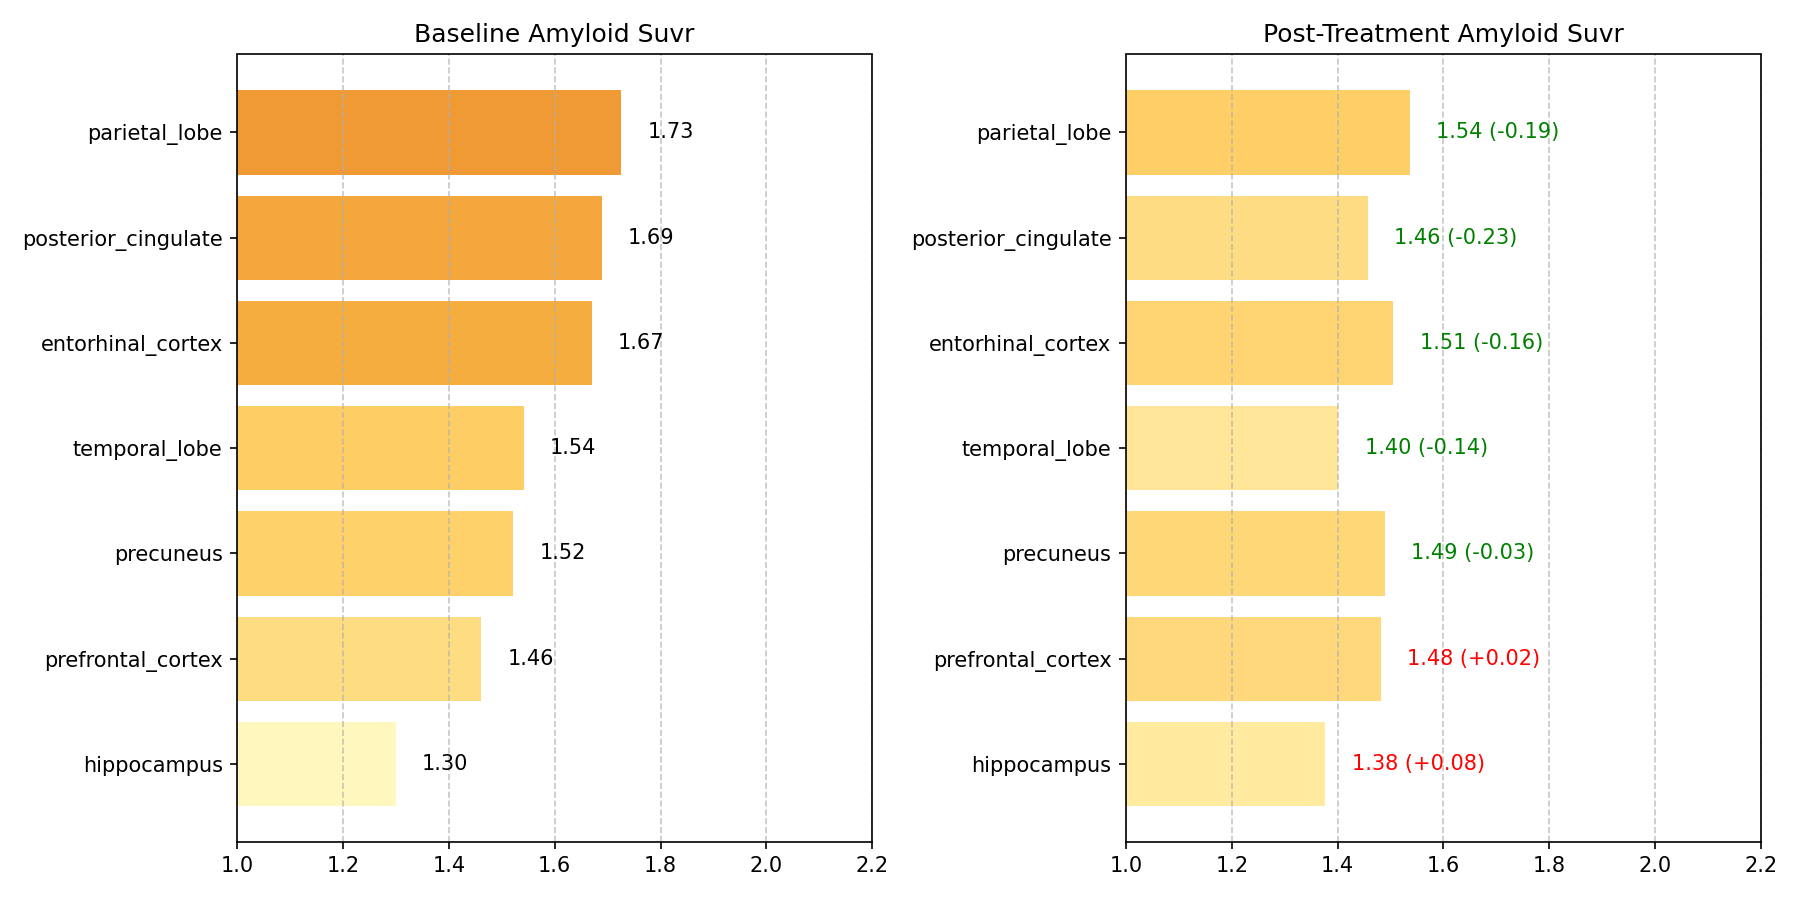 Baseline Amyloid Suvr
parietal_lobe
1.73
posterior_cingulate
1.69
entorhinal_cortex
1.67
temporal_lobe
1.54
precuneus
1.52
prefrontal_cortex
1.46
hippocampus
1.30
1.0 1.2 1.4 1.6 1.8 2.0 2.2
Post-Treatment Amyloid Suvr
parietal_lobe
1.54 (-0.19)
posterior_cingulate
1.46 (-0.23)
entorhinal_cortex
1.51 (-0.16)
temporal_lobe
1.40 (-0.14)
precuneus
1.49 (-0.03)
prefrontal_cortex
1.48 (+0.02)
hippocampus
1.38 (+0.08)
1.0 1.2 1.4 1.6 1.8 2.0 2.2